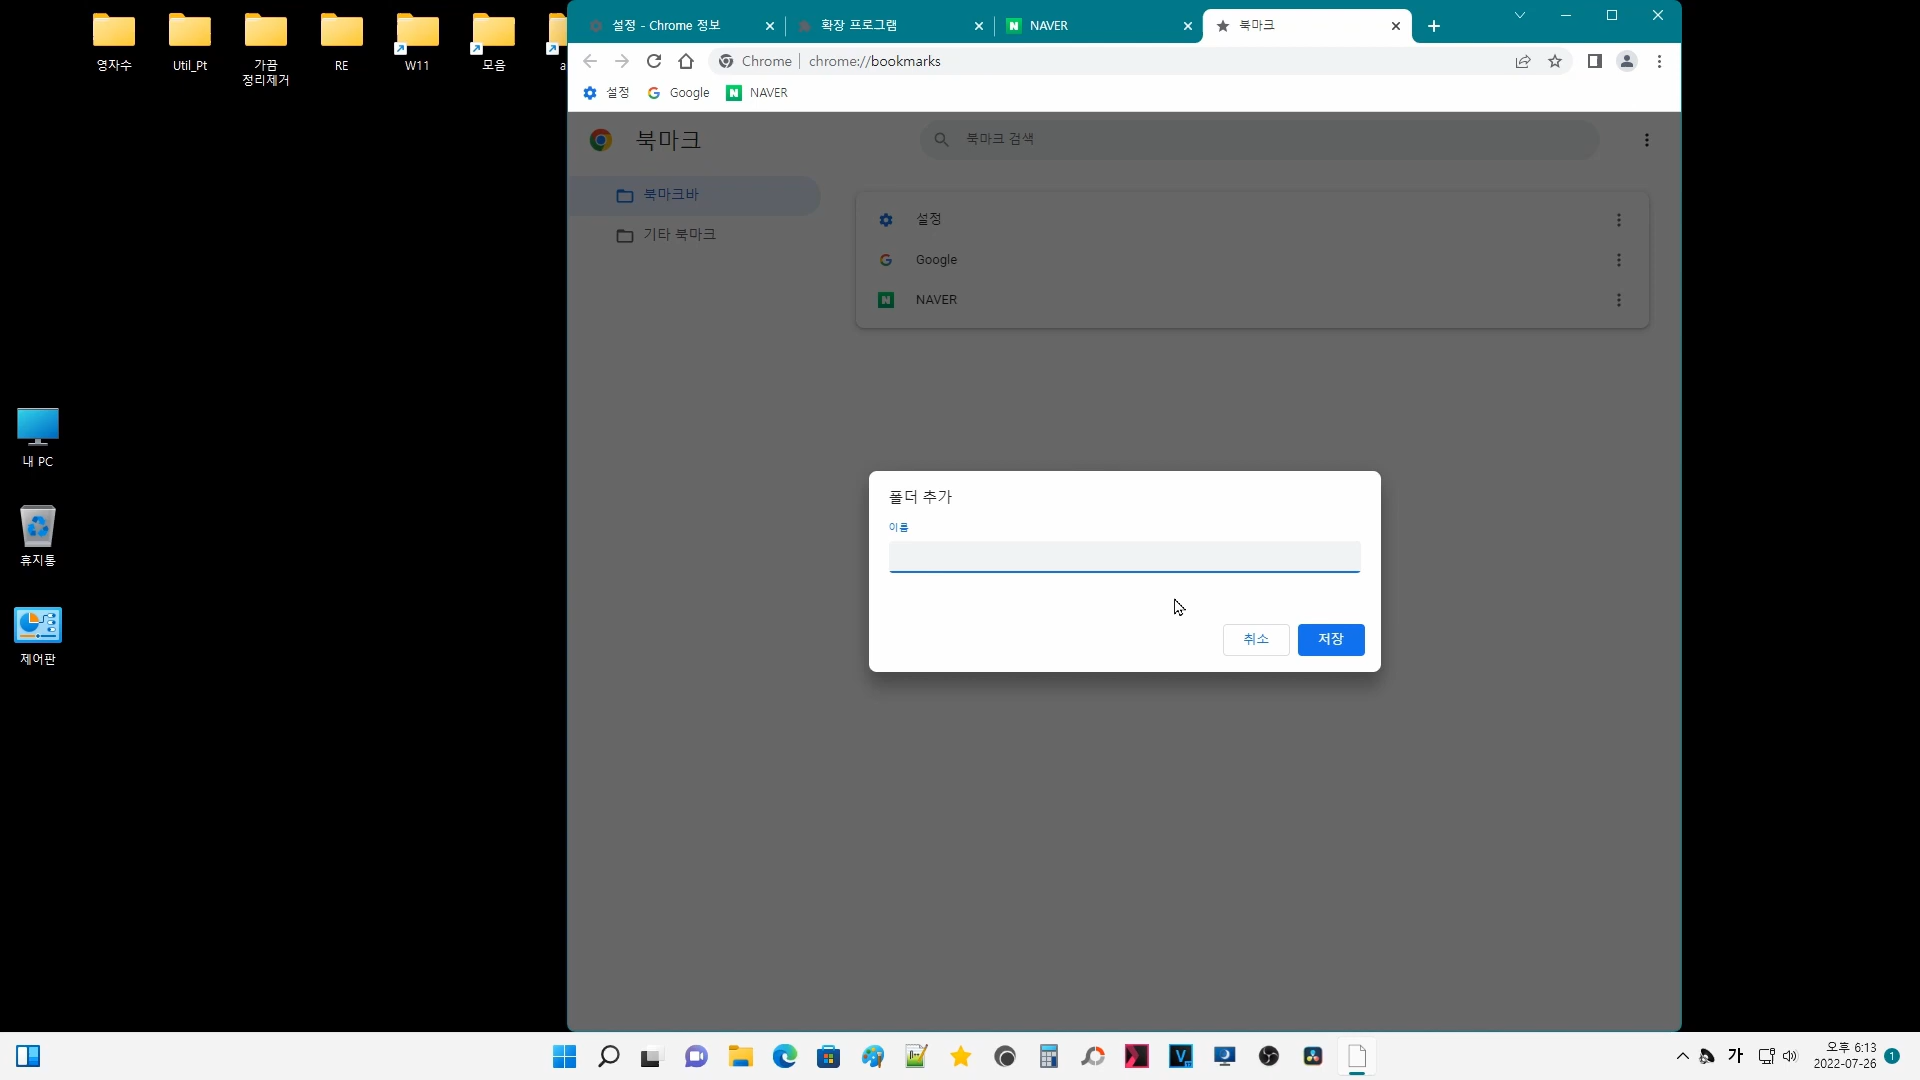 영자수
Util_Pt
가끔
정리제거
RE
W11
모음
a
내 PC
휴지통
제어판
설정 - Chrome 정보
확장 프로그램
NAVER
북마크
Chrome
chrome://bookmarks
설정
Google
NAVER
북마크
북마크 검색
북마크바
기타 북마크
설정
Google
NAVER
폴더 추가
이름
취소
저장
가
오후 6:13
2022-07-26
1